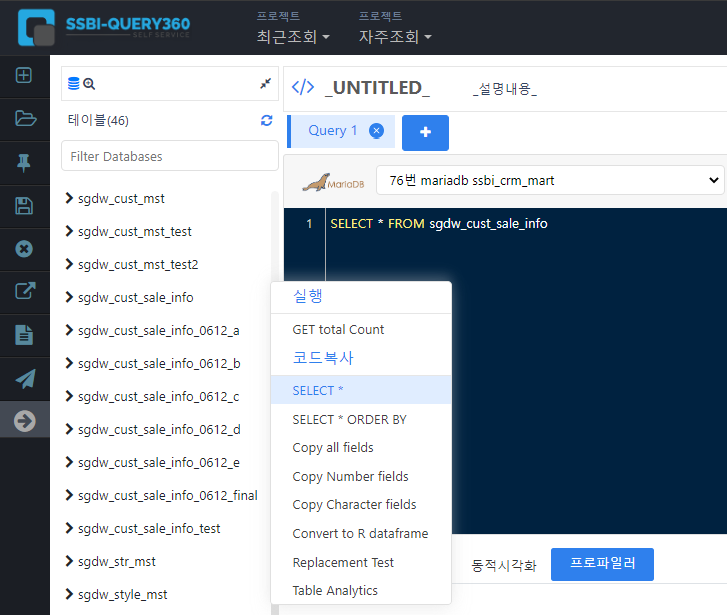 SSBI-QUERY360
SELF SERVICE
프로젝트
최근조회
프로젝트
자주조회
테이블(46)
Filter Databases
sgdw_cust_mst
sgdw_cust_mst_test
sgdw_cust_mst_test2
sgdw_cust_sale_info
sgdw_cust_sale_info_0612_a
sgdw_cust_sale_info_0612_b
sgdw_cust_sale_info_0612_c
sgdw_cust_sale_info_0612_d
sgdw_cust_sale_info_0612_e
sgdw_cust_sale_info_0612_final
sgdw_cust_sale_info_test
sgdw_str_mst
sgdw_style_mst
</> _UNTITLED_ _설명내용_
Query 1
MariaDB
76번 mariadb ssbi_crm_mart
1 SELECT * FROM sgdw_cust_sale_info
실행
GET total Count
코드복사
SELECT *
SELECT * ORDER BY
Copy all fields
Copy Number fields
Copy Character fields
Convert to R dataframe
Replacement Test
Table Analytics
동적시각화
프로파일러